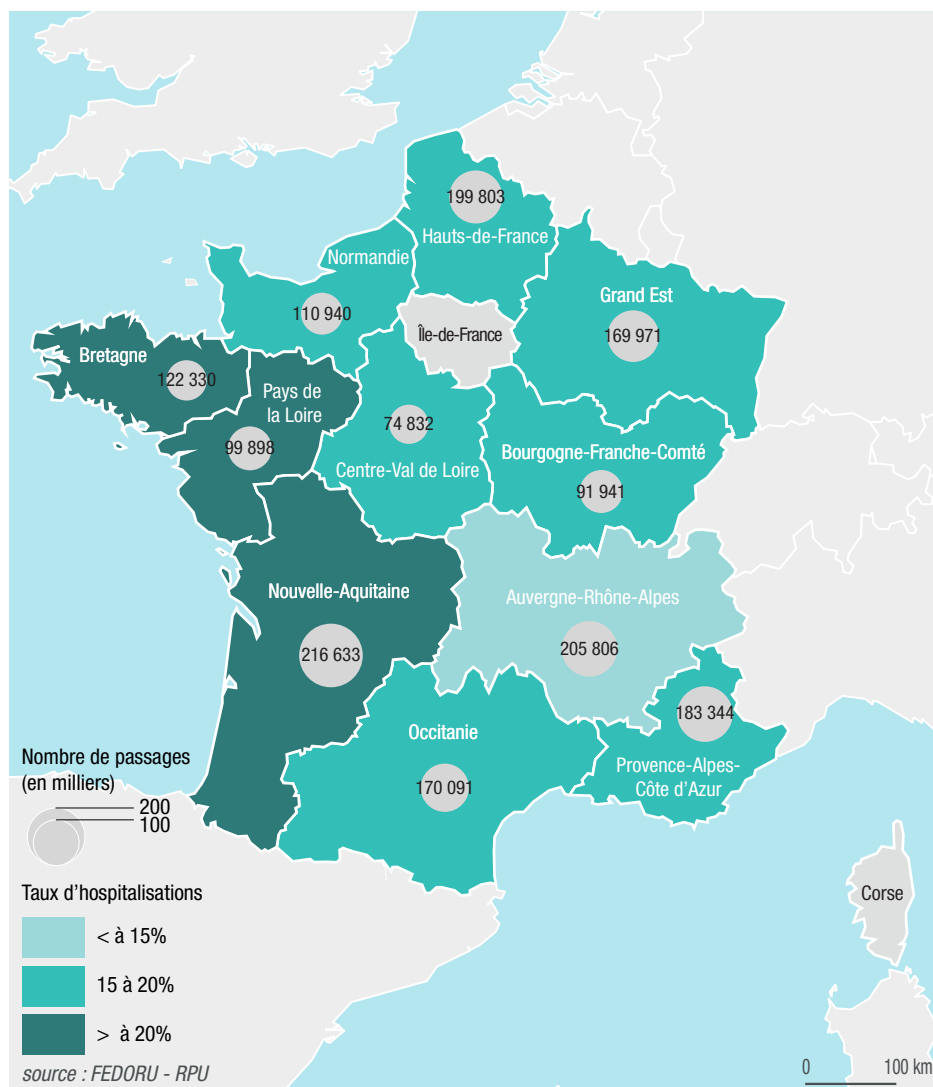 199 803
Hauts-de-France
Normandie
110 940
Île-de-France
Grand Est
169 971
Bretagne
122 330
Pays de
la Loire
99 898
74 832
Centre-Val de Loire
Bourgogne-Franche-Comté
91 941
Nouvelle-Aquitaine
216 633
Auvergne-Rhône-Alpes
205 806
183 344
Provence-Alpes-
Côte d'Azur
Occitanie
170 091
Corse
Nombre de passages
(en milliers)
200
100
Taux d'hospitalisations
< à 15%
15 à 20%
> à 20%
source : FEDORU - RPU
0 100 km